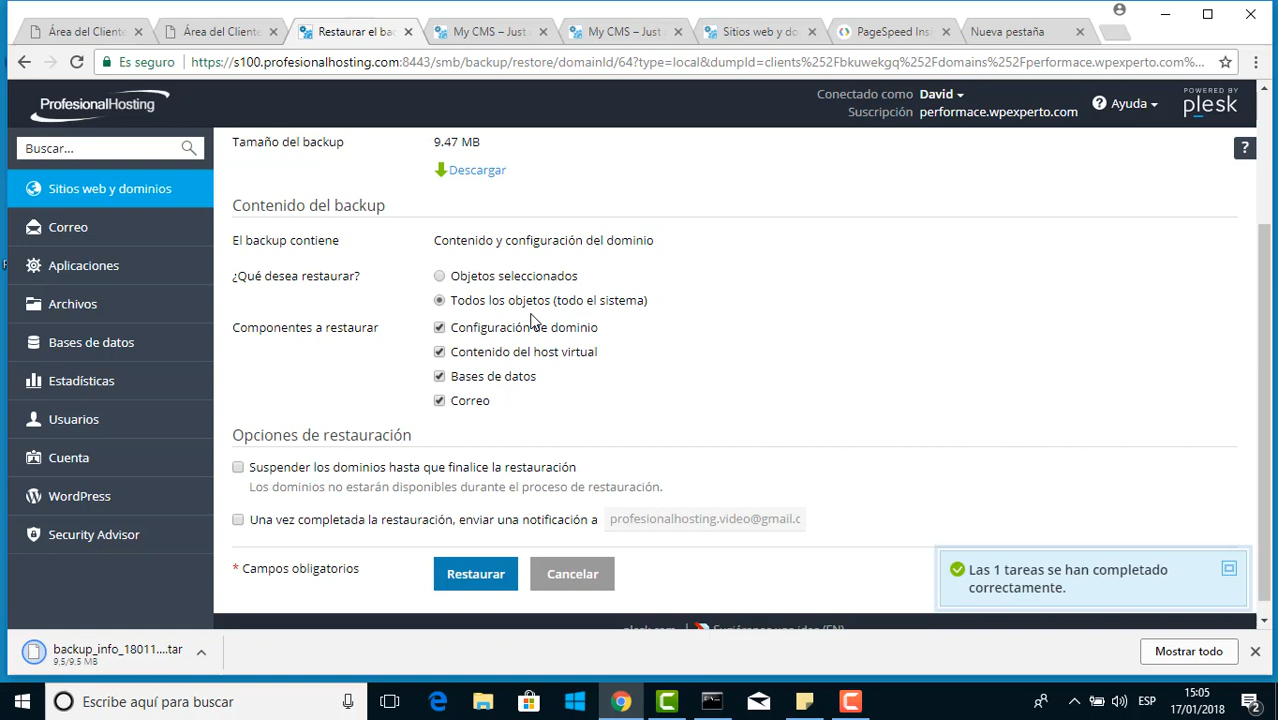 Área del Cliente
Área del Cliente
Restaurar el bac
My CMS – Just
My CMS – Just
Sitios web y do
PageSpeed Insi
Nueva pestaña
Es seguro
https://s100.profesionalhosting.com:8443/smb/backup/restore/domainId/64?type=local&dumpId=clients%252Fbkuwekgq%252Fdomains%252Fperformace.wpexperto.com%...
ProfesionalHosting
Conectado como David
Suscripción performace.wpexperto.com
Ayuda
POWERED BY
plesk
Buscar...
Sitios web y dominios
Correo
Aplicaciones
Archivos
Bases de datos
Estadísticas
Usuarios
Cuenta
WordPress
Security Advisor
?
Tamaño del backup 9.47 MB
Descargar
Contenido del backup
El backup contiene Contenido y configuración del dominio
¿Qué desea restaurar? Objetos seleccionados
Todos los objetos (todo el sistema)
Componentes a restaurar Configuración de dominio
Contenido del host virtual
Bases de datos
Correo
Opciones de restauración
Suspender los dominios hasta que finalice la restauración
Los dominios no estarán disponibles durante el proceso de restauración.
Una vez completada la restauración, enviar una notificación a profesionalhosting.video@gmail.c
* Campos obligatorios Restaurar Cancelar
Las 1 tareas se han completado
correctamente.
plesk.com
backup_info_18011....tar
9.5/9.5 MB
Mostrar todo
Escribe aquí para buscar
ESP
15:05
17/01/2018
2